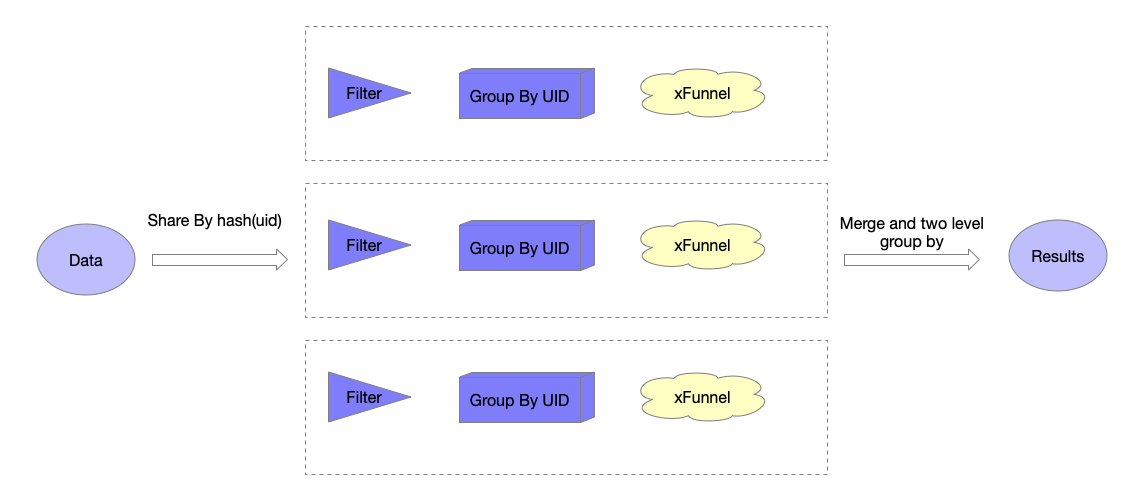 Filter
Group By UID
xFunnel
Data
Share By hash(uid)
Filter
Group By UID
xFunnel
Merge and two level
group by
Results
Filter
Group By UID
xFunnel